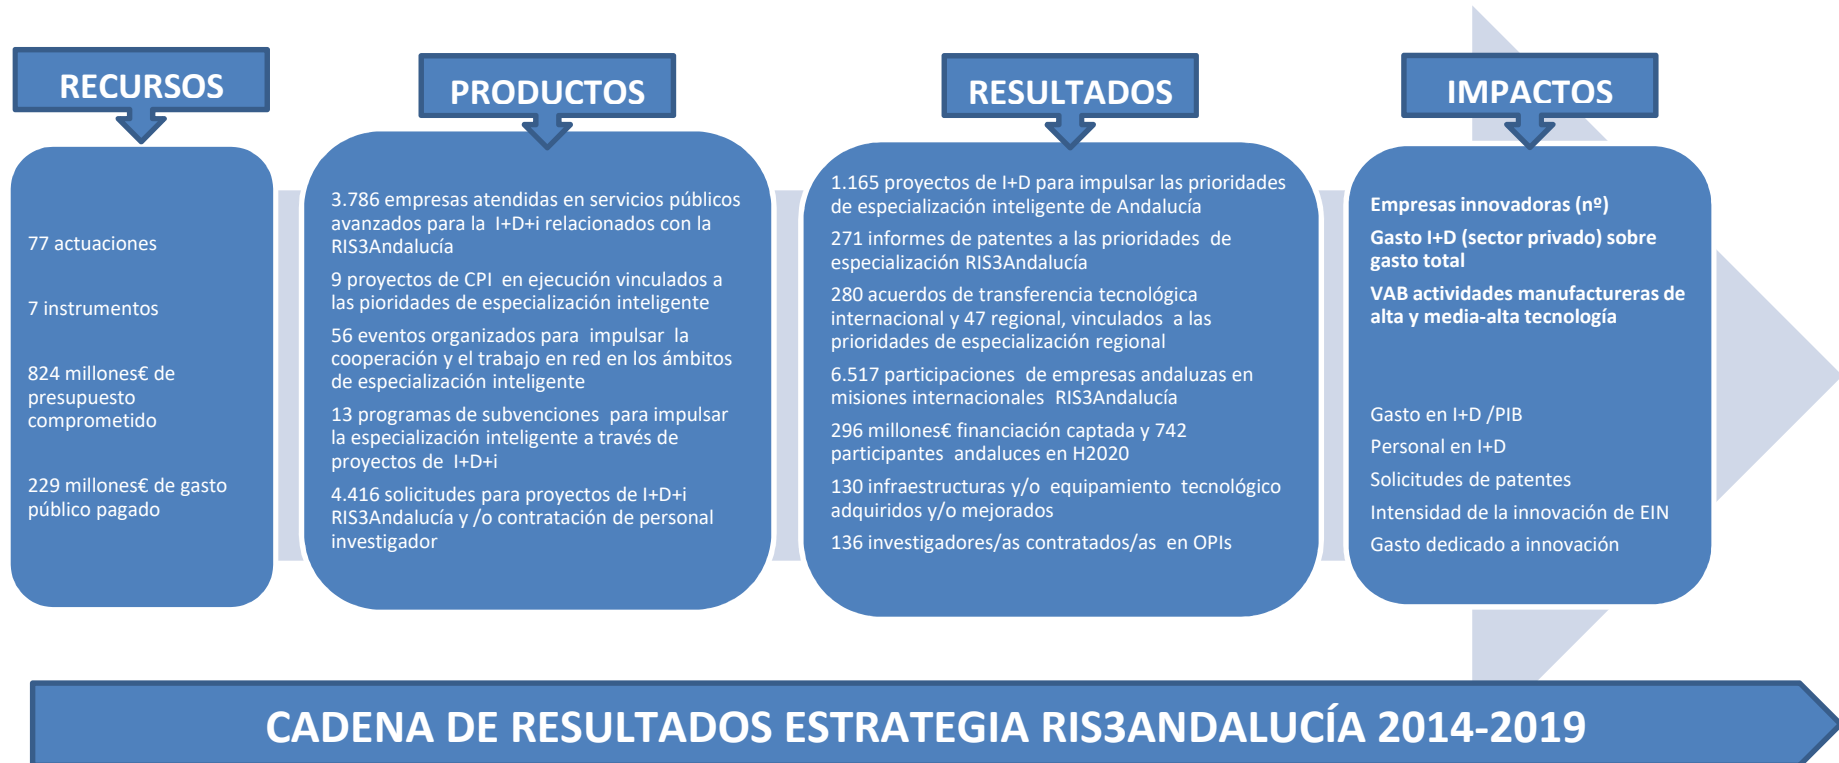 RECURSOS
77 actuaciones
7 instrumentos
824 millones€ de
presupuesto
comprometido
229 millones€ de gasto
público pagado
PRODUCTOS
3.786 empresas atendidas en servicios públicos
avanzados para la I+D+i relacionados con la
RIS3Andalucía
9 proyectos de CPI en ejecución vinculados a
las pioridades de especialización inteligente
56 eventos organizados para impulsar la
cooperación y el trabajo en red en los ámbitos
de especialización inteligente
13 programas de subvenciones para impulsar
la especialización inteligente a través de
proyectos de I+D+i
4.416 solicitudes para proyectos de I+D+i
RIS3Andalucía y /o contratación de personal
investigador
RESULTADOS
1.165 proyectos de I+D para impulsar las prioridades
de especialización inteligente de Andalucía
271 informes de patentes a las prioridades de
especialización RIS3Andalucía
280 acuerdos de transferencia tecnológica
internacional y 47 regional, vinculados a las
prioridades de especialización regional
6.517 participaciones de empresas andaluzas en
misiones internacionales RIS3Andalucía
296 millones€ financiación captada y 742
participantes andaluces en H2020
130 infraestructuras y/o equipamiento tecnológico
adquiridos y/o mejorados
136 investigadores/as contratados/as en OPIs
IMPACTOS
Empresas innovadoras (nº)
Gasto I+D (sector privado) sobre
gasto total
VAB actividades manufactureras de
alta y media-alta tecnología
Gasto en I+D /PIB
Personal en I+D
Solicitudes de patentes
Intensidad de la innovación de EIN
Gasto dedicado a innovación
CADENA DE RESULTADOS ESTRATEGIA RIS3ANDALUCÍA 2014-2019